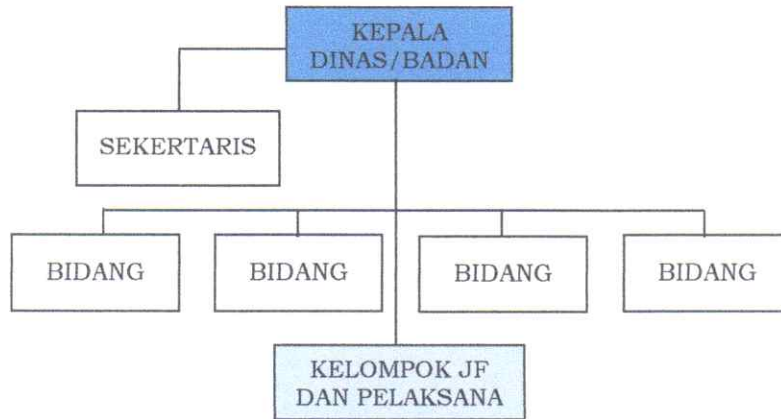 KEPALA
DINAS/BADAN
SEKERTARIS
BIDANG
BIDANG
BIDANG
BIDANG
KELOMPOK JF
DAN PELAKSANA